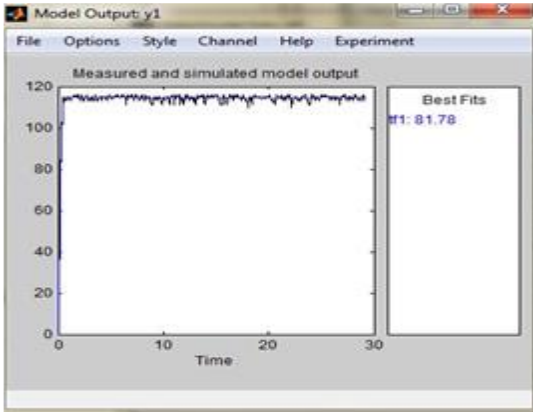 Model Output: y1
File Options Style Channel Help Experiment
Measured and simulated model output
120
100
80
60
40
20
0
0 10 20 30
Time
Best Fits
tf1: 81.78